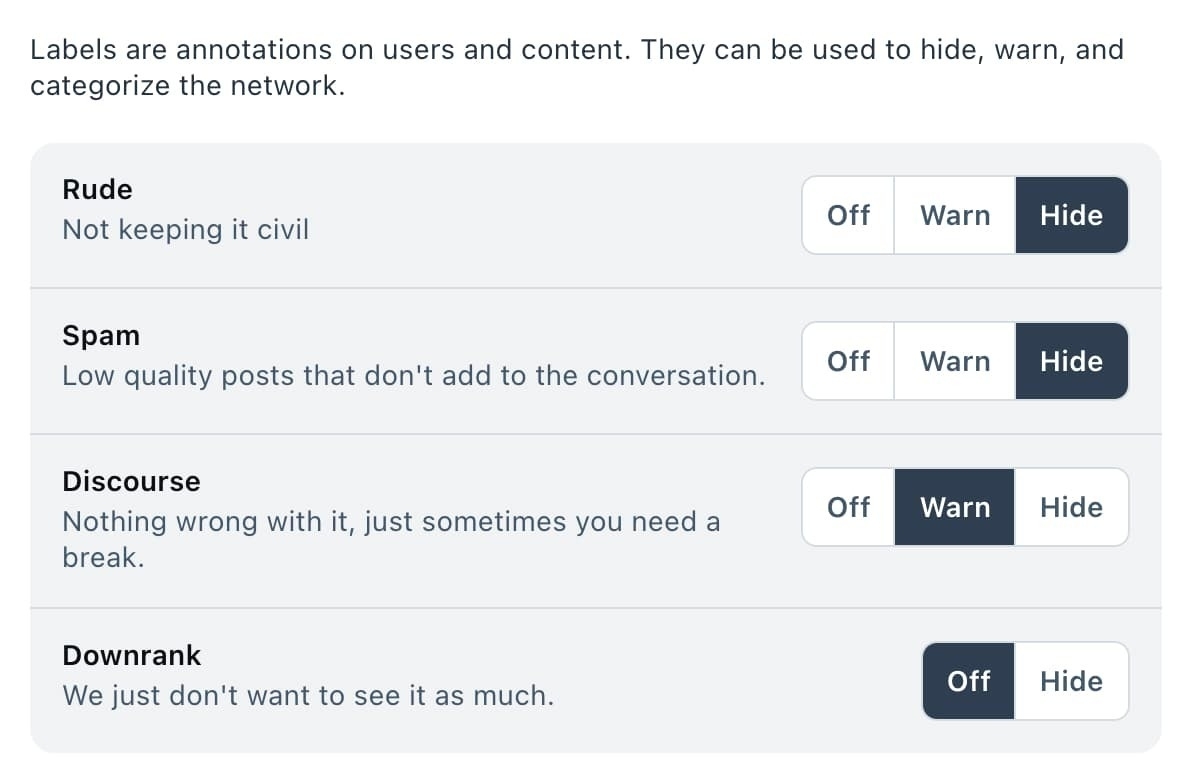 Labels are annotations on users and content. They can be used to hide, warn, and
categorize the network.
Rude
Not keeping it civil
Off Warn Hide
Spam
Low quality posts that don't add to the conversation.
Off Warn Hide
Discourse
Nothing wrong with it, just sometimes you need a
break.
Off Warn Hide
Downrank
We just don't want to see it as much.
Off Hide